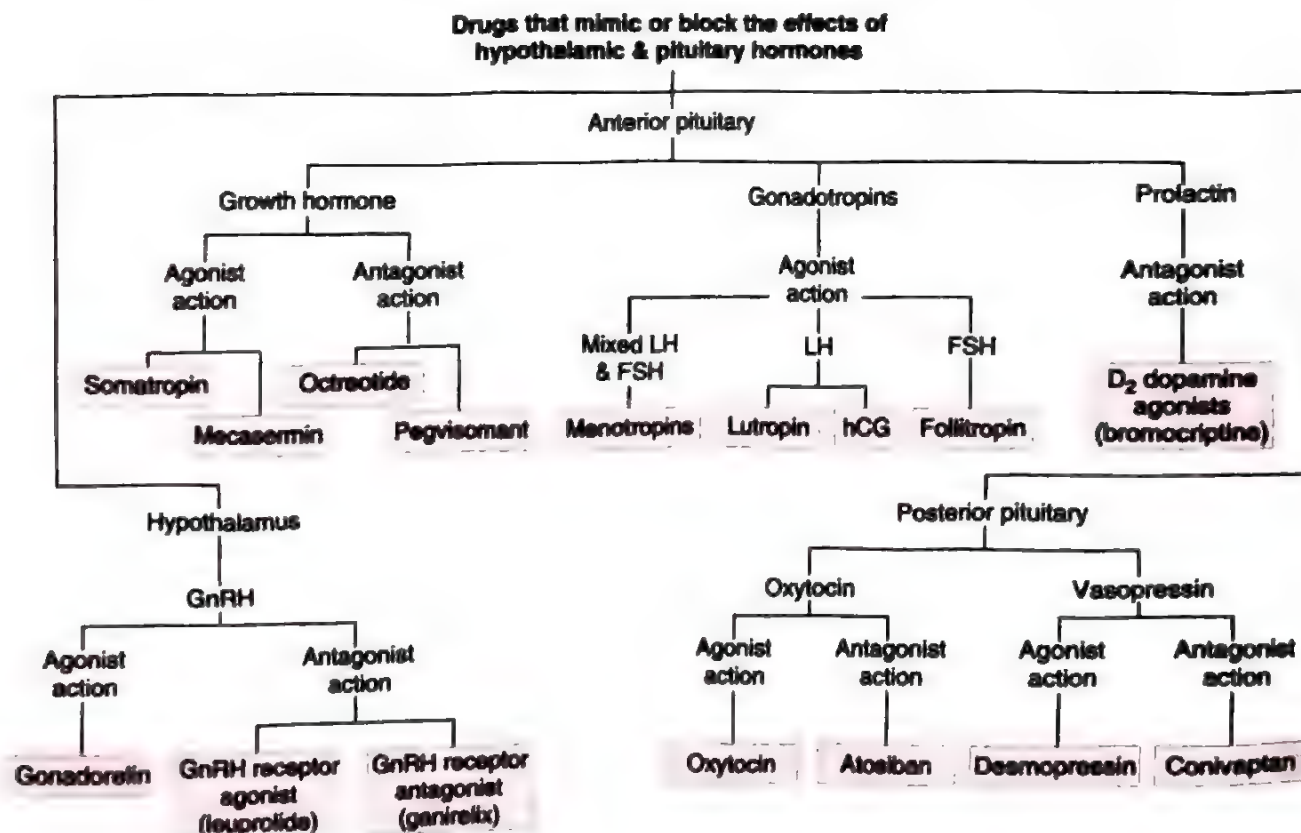 Drugs that mimic or block the effects of
hypothalamic & pituitary hormones
Anterior pituitary
Growth hormone
Gonadotropins
Prolactin
Agonist
action
Antagonist
action
Agonist
action
Antagonist
action
Mixed LH
& FSH
LH
FSH
Somatropin
Octreotide
D₂ dopamine
agonists
(bromocriptine)
Mecasermin
Pegvisomant
Menotropins
Lutropin
hCG
Follitropin
Hypothalamus
Posterior pituitary
GnRH
Oxytocin
Vasopressin
Agonist
action
Antagonist
action
Agonist
action
Antagonist
action
Agonist
action
Antagonist
action
Gonadorelin
GnRH receptor
agonist
(leuprolide)
GnRH receptor
antagonist
(ganirelix)
Oxytocin
Atosiban
Desmopressin
Conivaptan